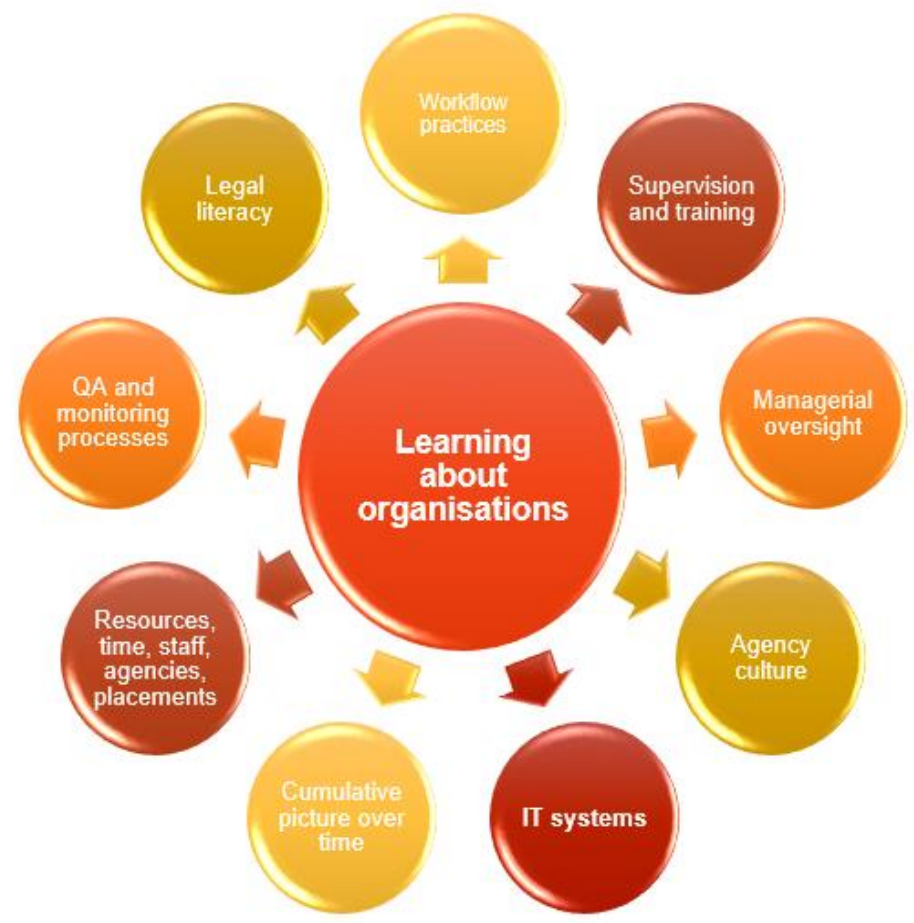 Workflow
practices
Supervision
and training
Managerial
oversight
Agency
culture
IT systems
Cumulative
picture over
time
Resources,
time, staff,
agencies,
placements
QA and
monitoring
processes
Legal
literacy
Learning
about
organisations